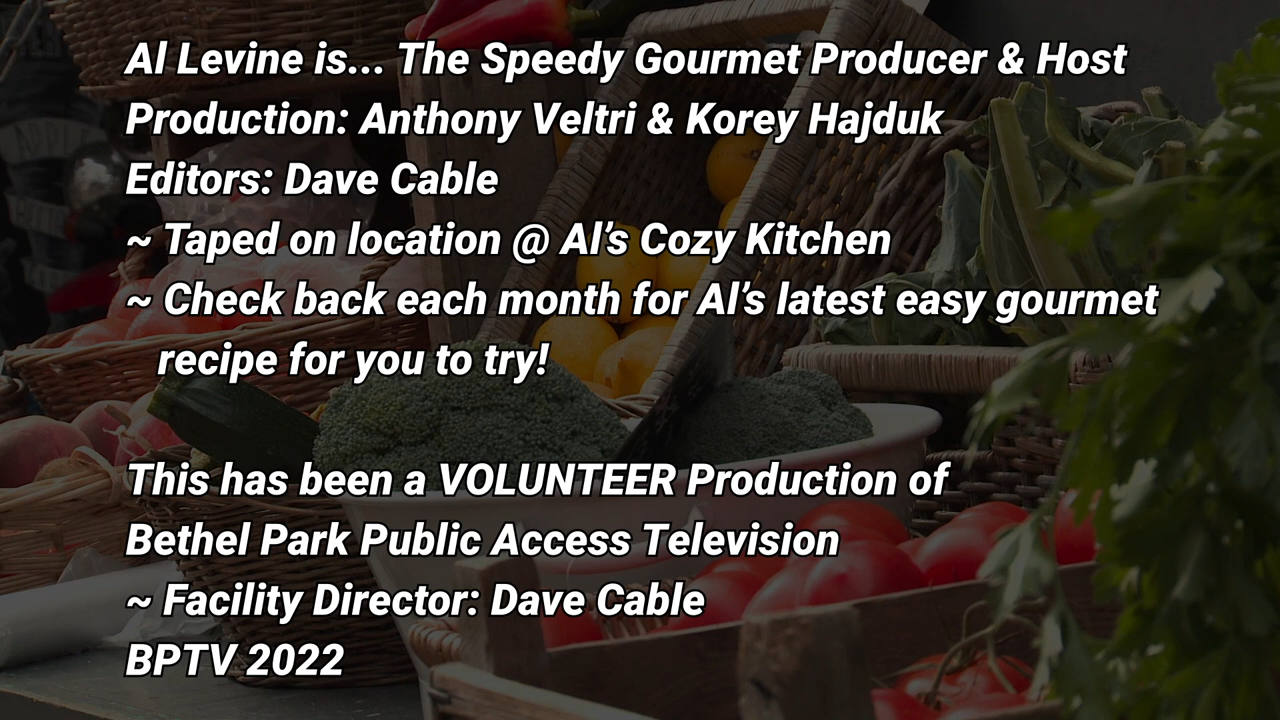 Al Levine is... The Speedy Gourmet Producer & Host
Production: Anthony Veltri & Korey Hajduk
Editors: Dave Cable
~ Taped on location @ Al’s Cozy Kitchen
~ Check back each month for Al’s latest easy gourmet
recipe for you to try!
This has been a VOLUNTEER Production of
Bethel Park Public Access Television
~ Facility Director: Dave Cable
BPTV 2022